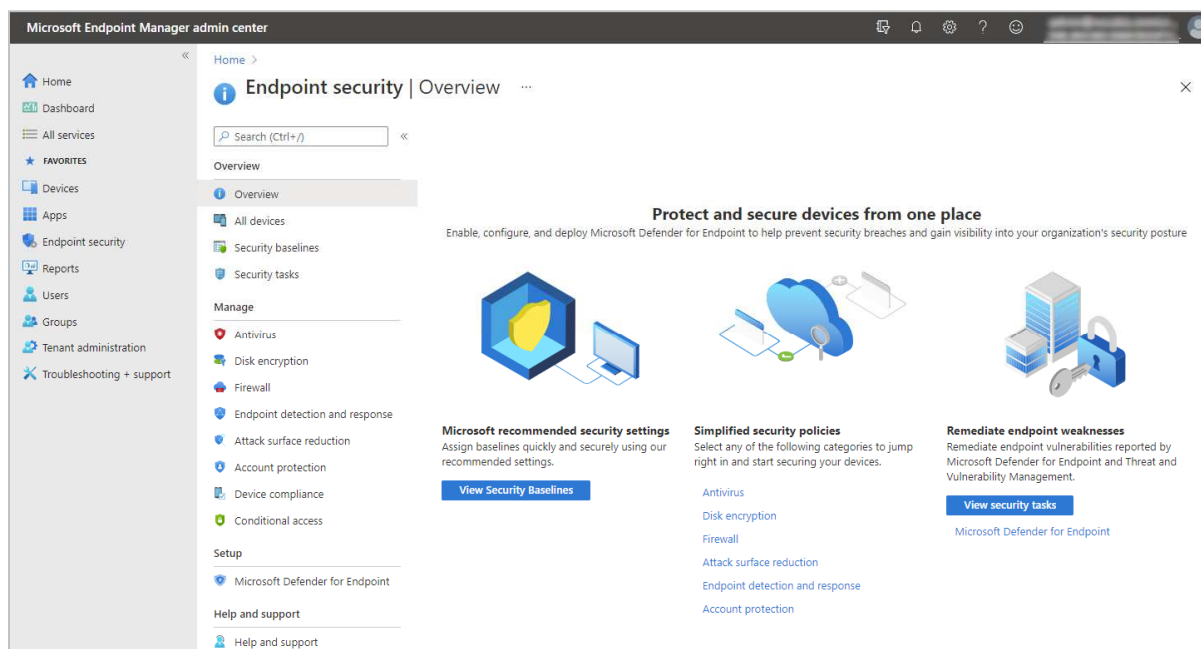 Microsoft Endpoint Manager admin center
Home
Dashboard
All services
FAVORITES
Devices
Apps
Endpoint security
Reports
Users
Groups
Tenant administration
Troubleshooting + support
Home >
Endpoint security | Overview ...
Search (Ctrl+/)
Overview
Overview
All devices
Security baselines
Security tasks
Manage
Antivirus
Disk encryption
Firewall
Endpoint detection and response
Attack surface reduction
Account protection
Device compliance
Conditional access
Setup
Microsoft Defender for Endpoint
Help and support
Help and support
Protect and secure devices from one place
Enable, configure, and deploy Microsoft Defender for Endpoint to help prevent security breaches and gain visibility into your organization's security posture
Microsoft recommended security settings
Assign baselines quickly and securely using our
recommended settings.
View Security Baselines
Simplified security policies
Select any of the following categories to jump
right in and start securing your devices.
Antivirus
Disk encryption
Firewall
Attack surface reduction
Endpoint detection and response
Account protection
Remediate endpoint weaknesses
Remediate endpoint vulnerabilities reported by
Microsoft Defender for Endpoint and Threat and
Vulnerability Management.
View security tasks
Microsoft Defender for Endpoint